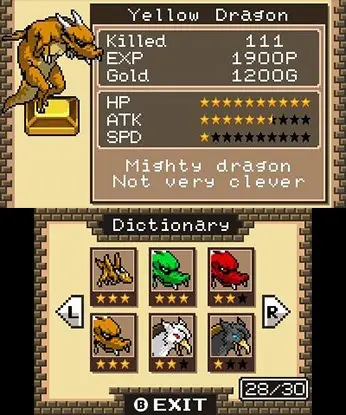 Yellow Dragon
Killed 111
EXP 1900P
Gold 1200G
HP ★★★★★★★★★★
ATK
SPD ★★★★★★★★★★
Mighty dragon
Not very clever
Dictionary
L
R
28/30
B EXIT